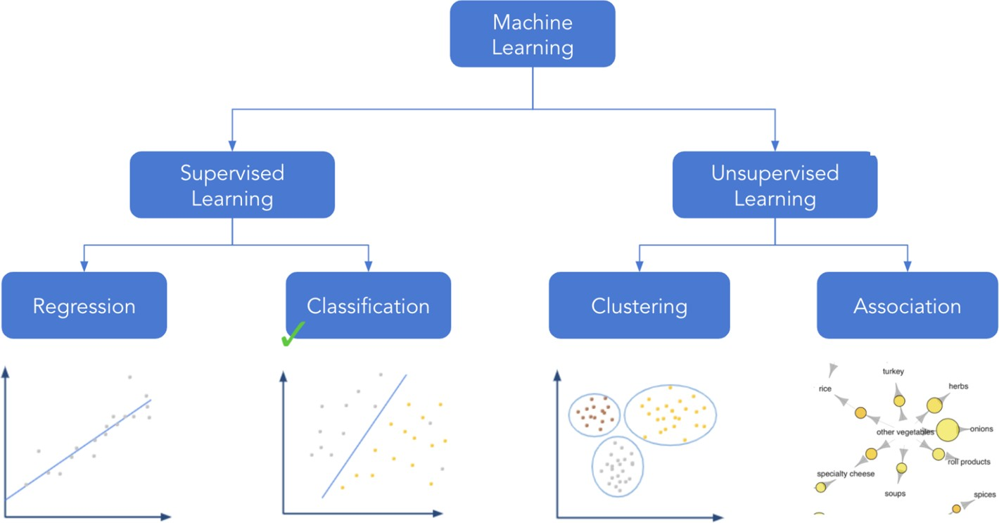 Machine
Learning
Supervised
Learning
Unsupervised
Learning
Regression
Classification
Clustering
Association
turkey
rice
herbs
other vegetables
onions
roll products
specialty cheese
soups
spices